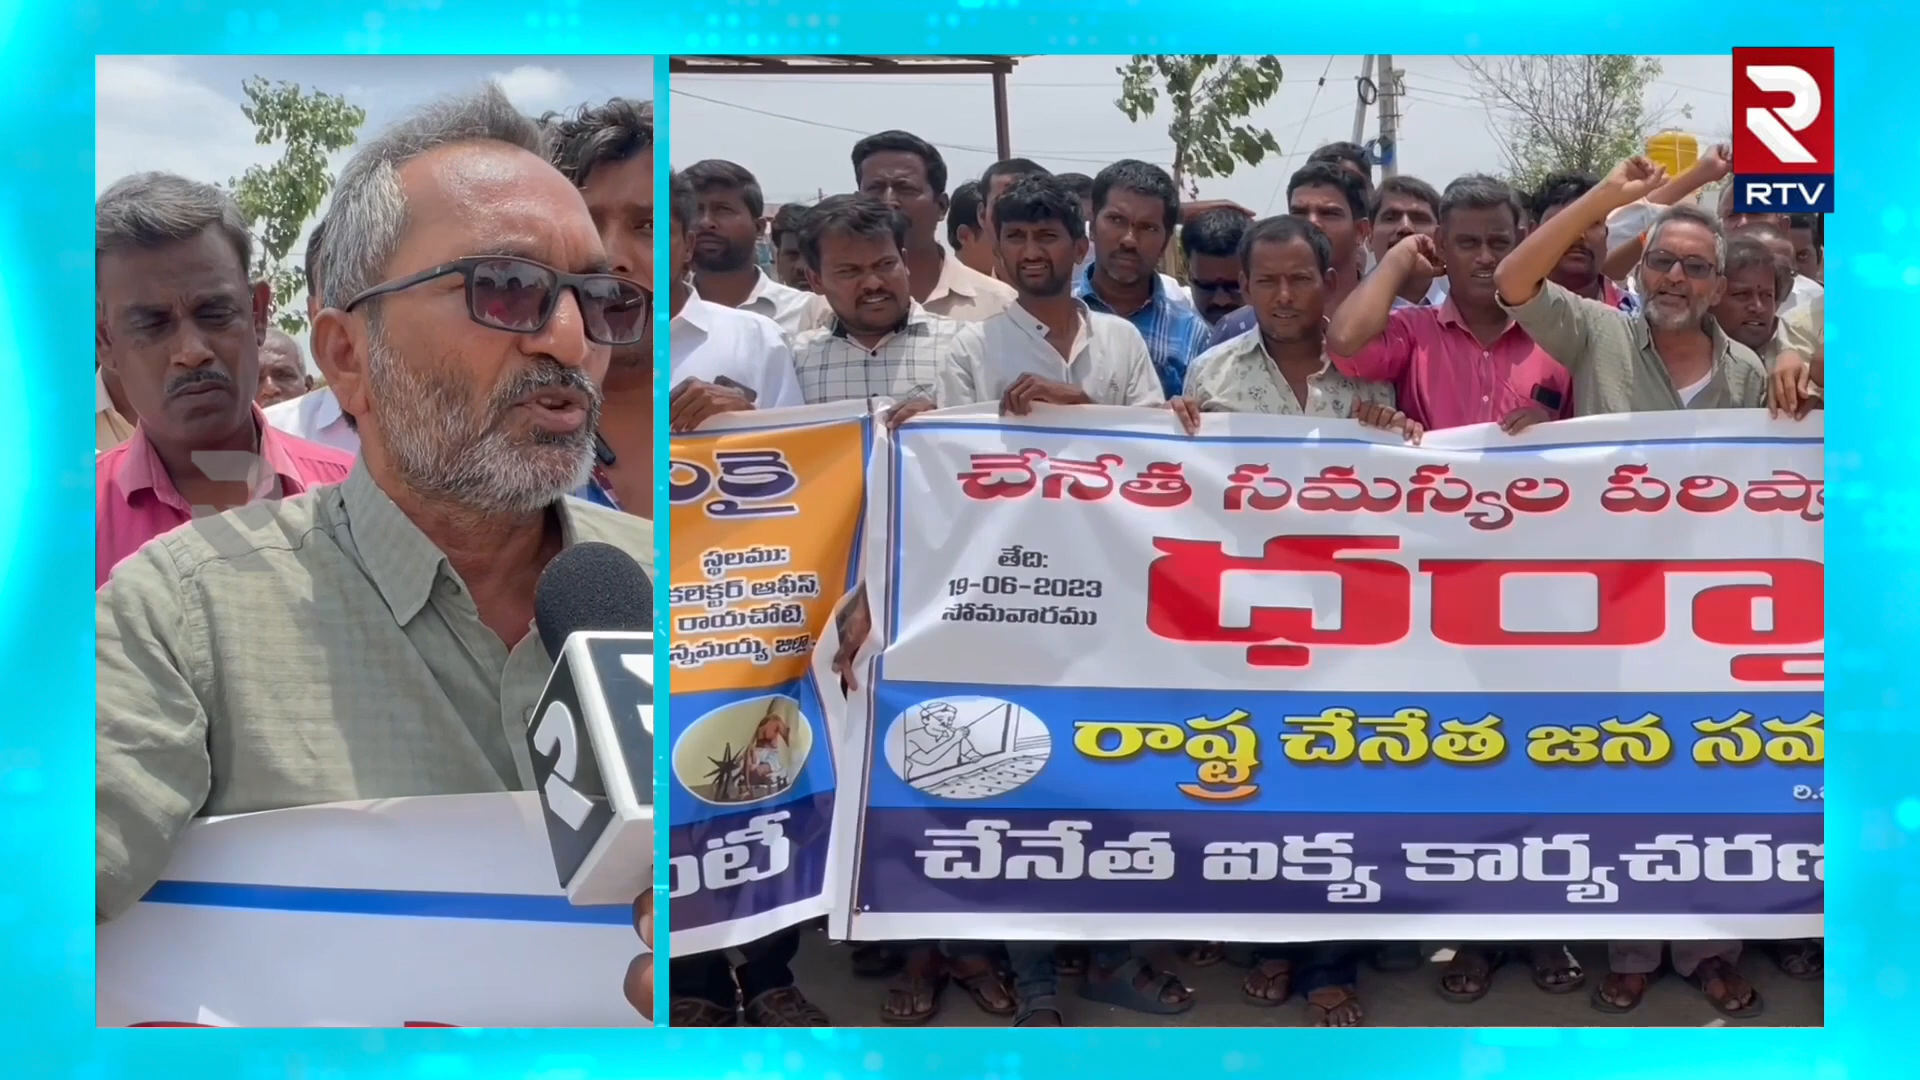 RTV
ంకై
స్థలము:
కలెక్టర్ ఆఫీస్,
రాయచోటి,
న్నమయ్య జిల్లా.
చేనేత సమస్యల పరిష్కా
తేది:
19-06-2023
సోమవారము
ధర్నా
రాష్ట్ర చేనేత జన సమ
రి.
మిటీ
చేనేత ఐక్య కార్యచరణ